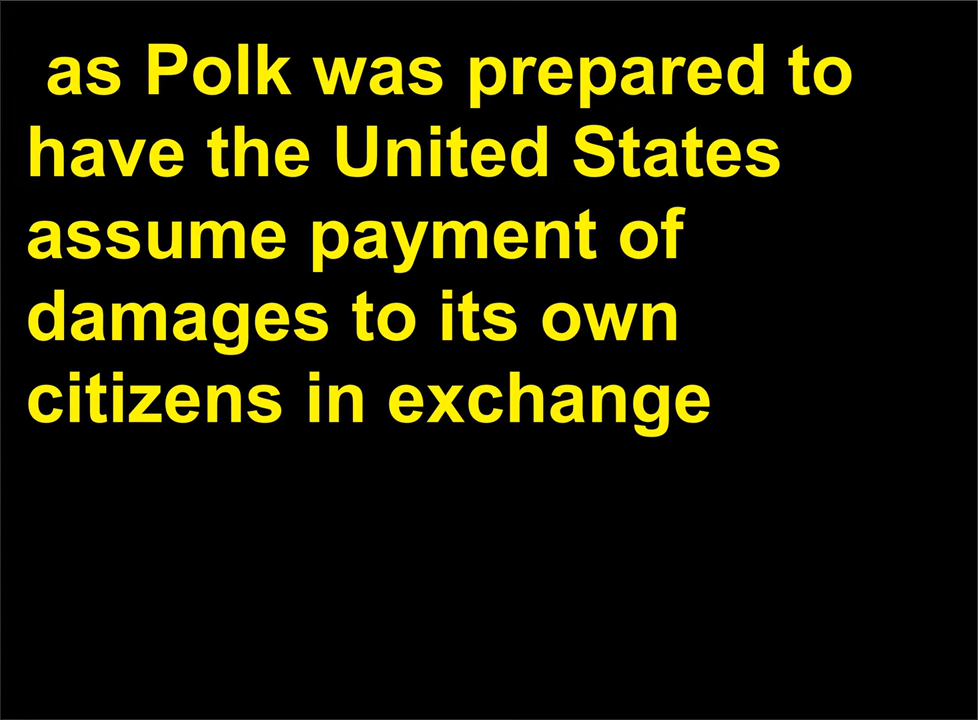 as Polk was prepared to
have the United States
assume payment of
damages to its own
citizens in exchange